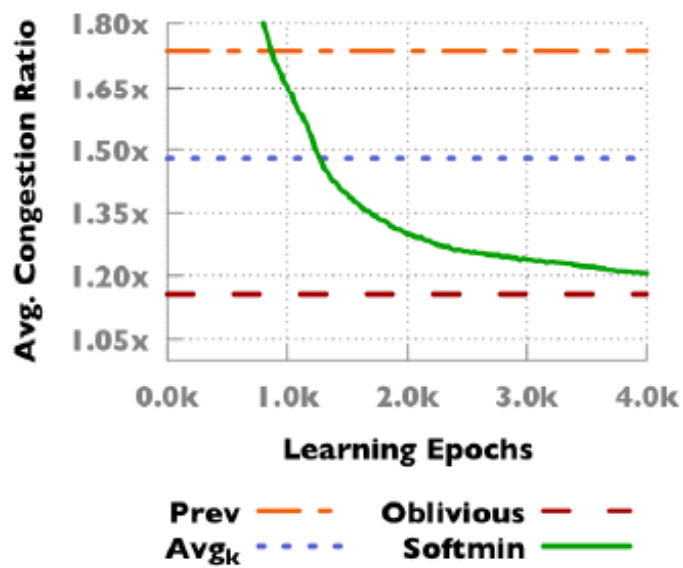 Avg. Congestion Ratio
1.80x
1.65x
1.50x
1.35x
1.20x
1.05x
0.0k 1.0k 2.0k 3.0k 4.0k
Learning Epochs
Prev Oblivious
Avgk Softmin